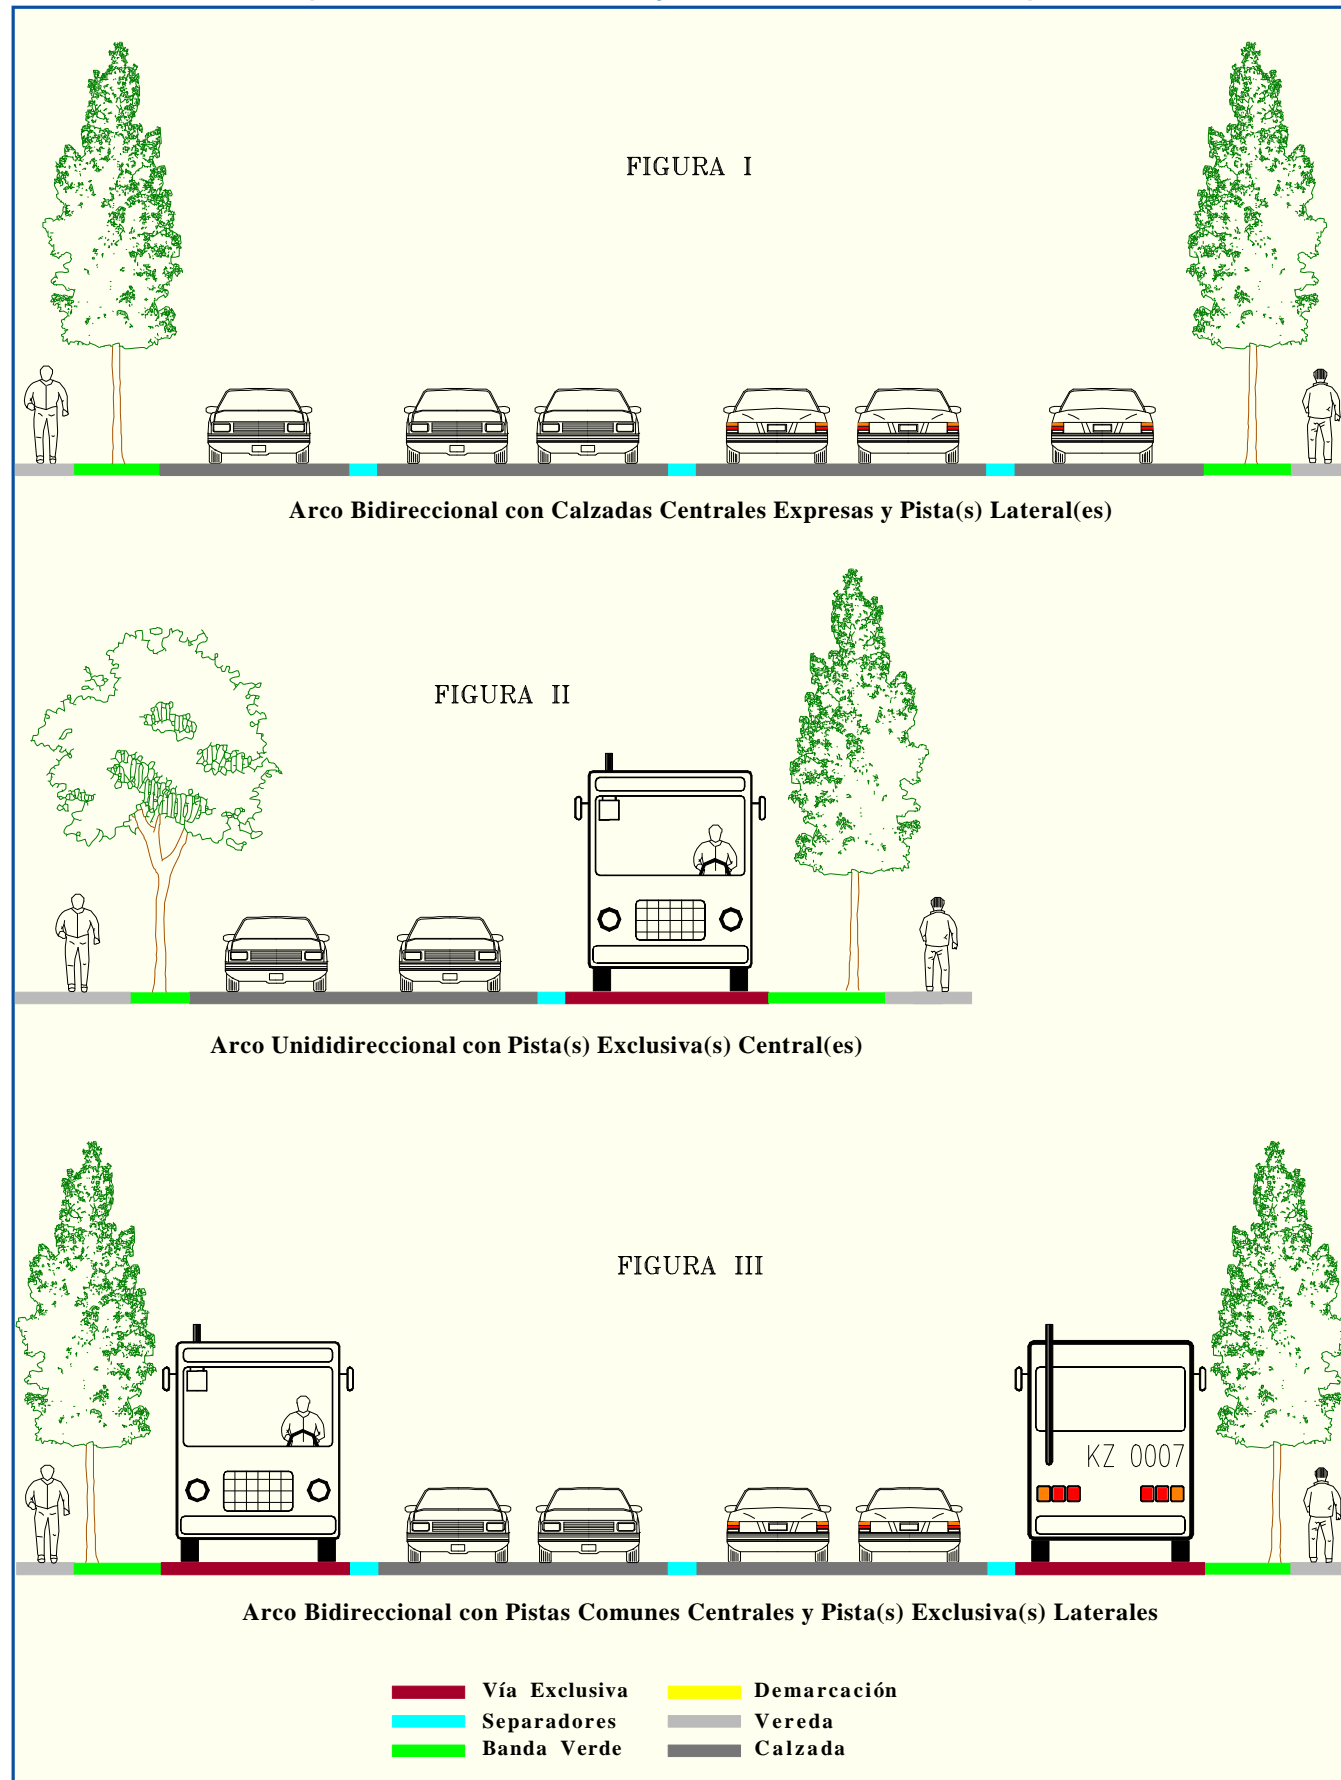 FIGURA I
Arco Bidireccional con Calzadas Centrales Expresas y Pista(s) Lateral(es)
FIGURA II
Arco Unididireccional con Pista(s) Exclusiva(s) Central(es)
FIGURA III
KZ 0007
Arco Bidireccional con Pistas Comunes Centrales y Pista(s) Exclusiva(s) Laterales
Vía Exclusiva
Demarcación
Separadores
Vereda
Banda Verde
Calzada